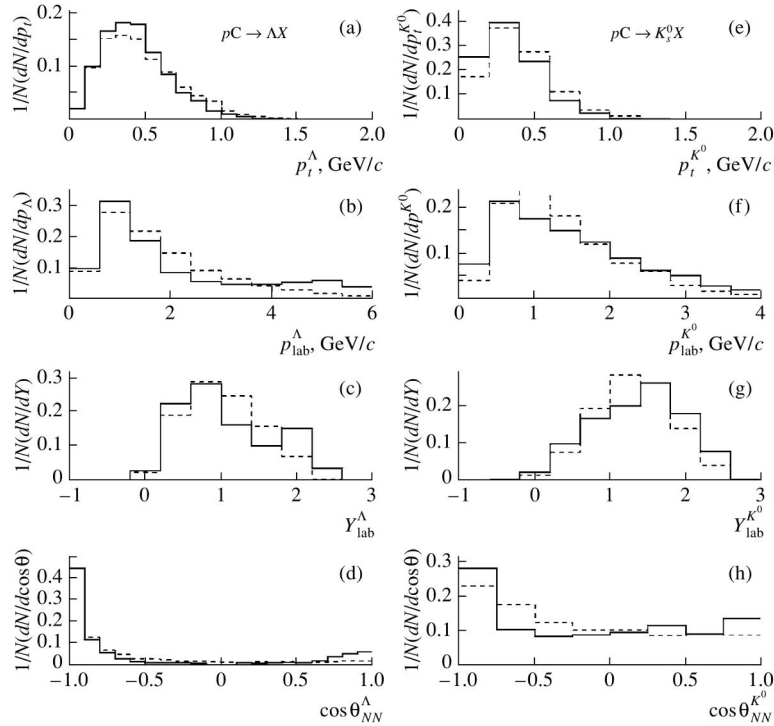 1/N(dN/dp_t)
(a)
pC → ΛX
0.2
0.1
0
0.5
1.0
1.5
2.0
p_t^Λ, GeV/c
1/N(dN/dp_t^{K^0})
(e)
pC → K_s^0X
0.4
0.3
0.2
0.1
0
0.5
1.0
1.5
2.0
p_t^{K^0}, GeV/c
1/N(dN/dp_Λ)
(b)
0.3
0.2
0.1
0
2
4
6
p_lab^Λ, GeV/c
1/N(dN/dp^{K^0})
(f)
0.2
0.1
0
1
2
3
4
p_lab^{K^0}, GeV/c
1/N(dN/dY)
(c)
0.3
0.2
0.1
0
−1
0
1
2
3
Y_lab^Λ
1/N(dN/dY)
(g)
0.2
0.1
0
−1
0
1
2
3
Y_lab^{K^0}
1/N(dN/dcosθ)
(d)
0.4
0.3
0.2
0.1
0
−1.0
−0.5
0
0.5
1.0
cosθ_NN^Λ
1/N(dN/dcosθ)
(h)
0.3
0.2
0.1
0
−1.0
−0.5
0
0.5
1.0
cosθ_NN^{K^0}